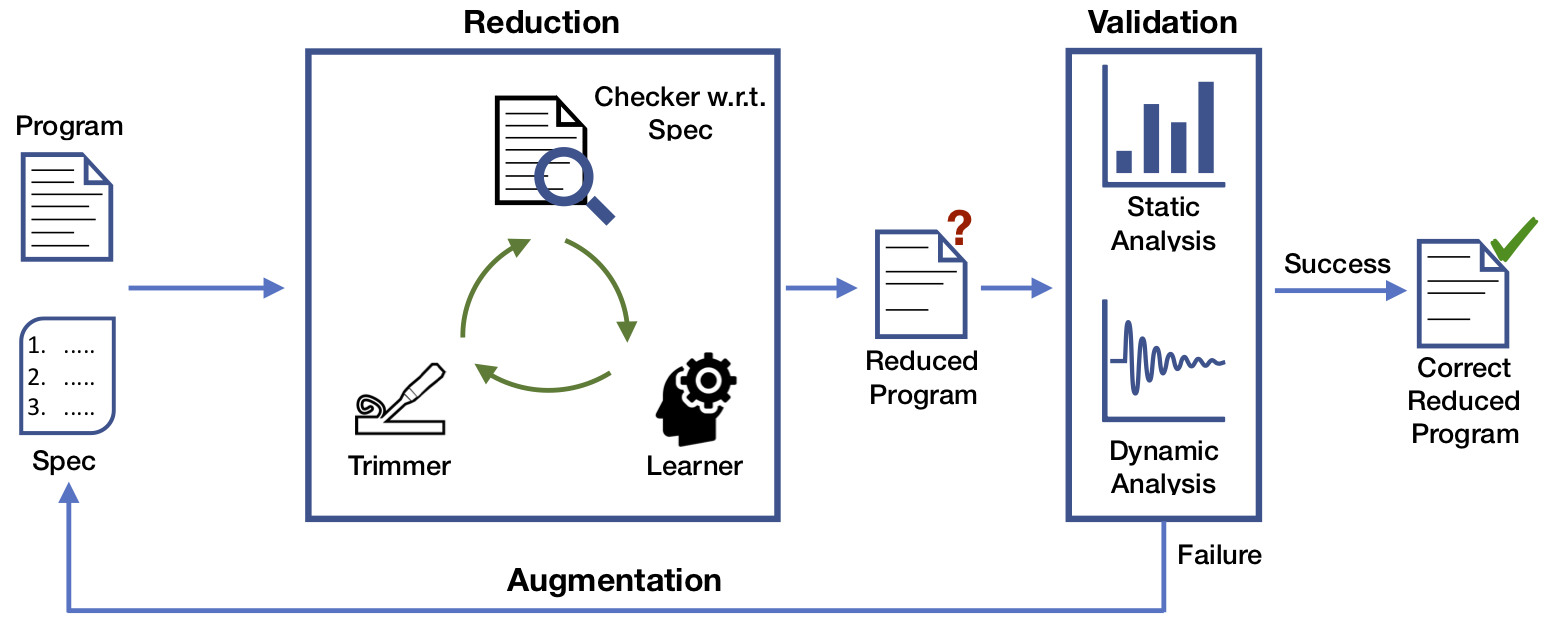 Reduction
Validation
Program
Checker w.r.t.
Spec
1. .....
2. .....
3. .....
Spec
Trimmer
Learner
?
Reduced
Program
Static
Analysis
Dynamic
Analysis
Success
Correct
Reduced
Program
Failure
Augmentation